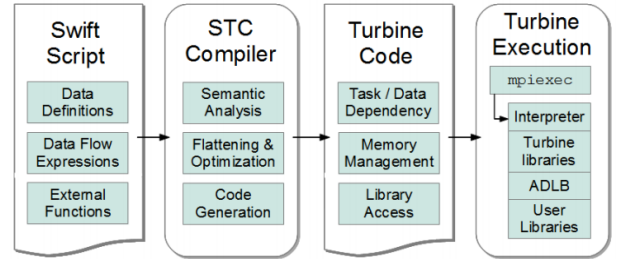 Swift
Script
Data
Definitions
Data Flow
Expressions
External
Functions
STC
Compiler
Semantic
Analysis
Flattening &
Optimization
Code
Generation
Turbine
Code
Task / Data
Dependency
Memory
Management
Library
Access
Turbine
Execution
mpiexec
Interpreter
Turbine
libraries
ADLB
User
Libraries